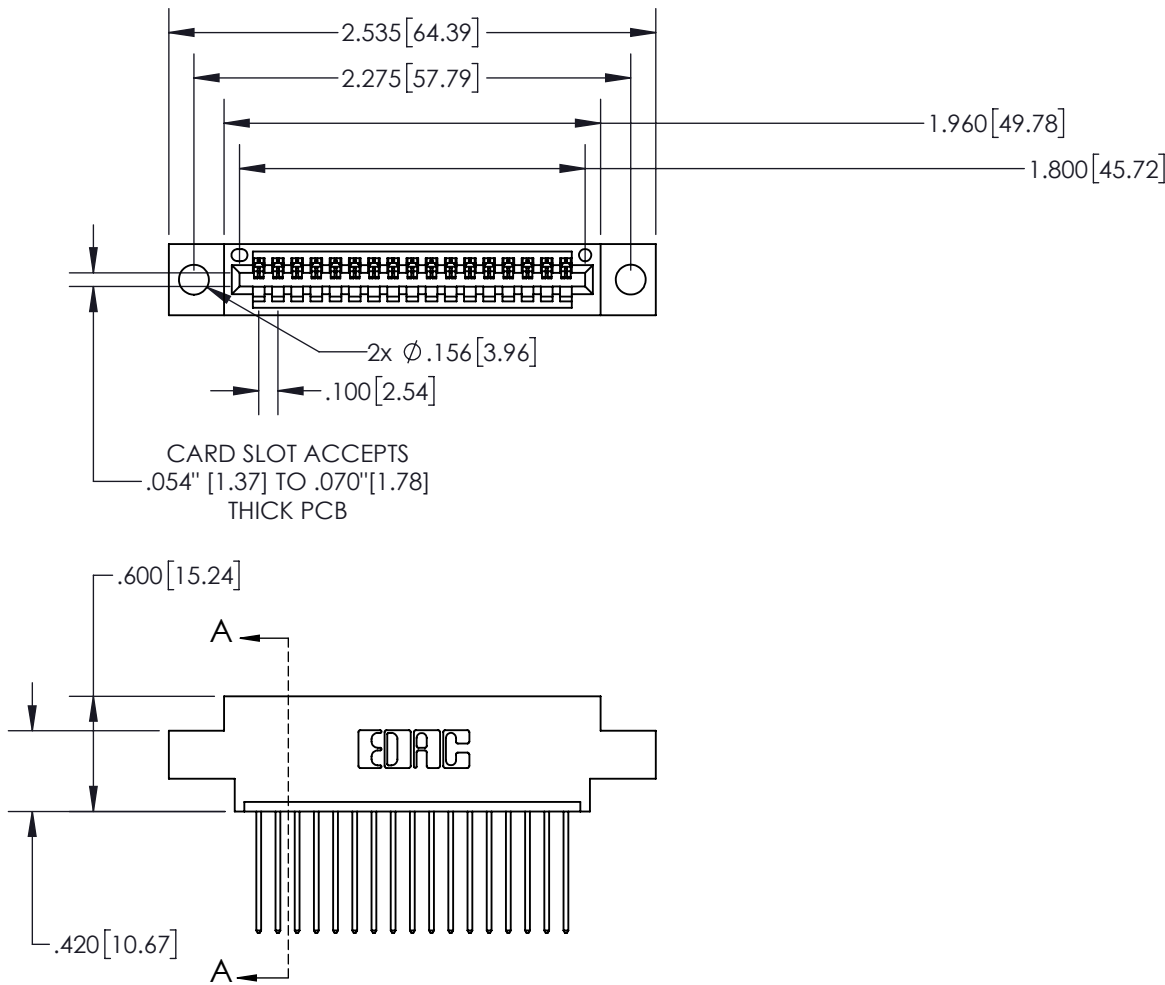 2.535[64.39]
2.275[57.79]
1.960[49.78]
1.800[45.72]
2x ∅.156[3.96]
.100[2.54]
CARD SLOT ACCEPTS
.054" [1.37] TO .070"[1.78]
THICK PCB
.600[15.24]
A
EDAC
.420[10.67]
A